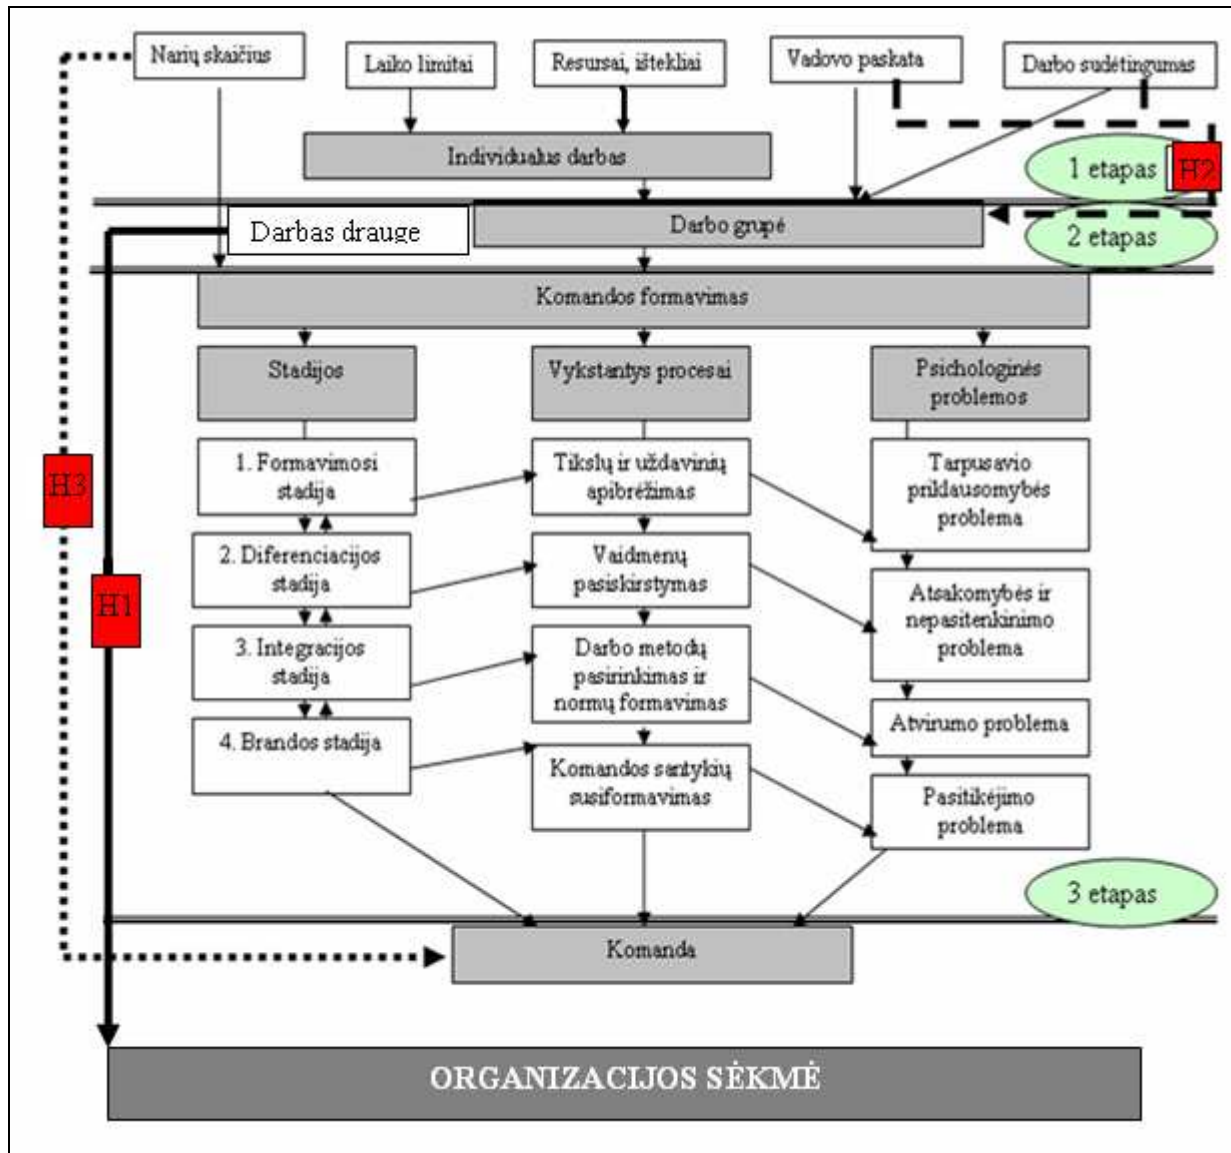 Narių skaičius
Laiko limitai
Resursai, ištekliai
Vadovo paskata
Darbo sudėtingumas
Individualus darbas
1 etapas
H2
Darbas drauge
Darbo grupė
2 etapas
Komandos formavimas
Stadijos
Vykstantys procesai
Psichologinės
problemos
1. Formavimosi
stadija
Tikslų ir uždavinių
apibrėžimas
Tarpusavio
priklausomybės
problema
H3
2. Diferenciacijos
stadija
Vaidmenų
pasiskirstymas
Atsakomybės ir
nepasitenkinimo
problema
H1
3. Integracijos
stadija
Darbo metodų
pasirinkimas ir
normų formavimas
Atvirumo problema
4. Brandos stadija
Komandos santykių
susiformavimas
Pasitikėjimo
problema
3 etapas
Komanda
ORGANIZACIJOS SĖKMĖ